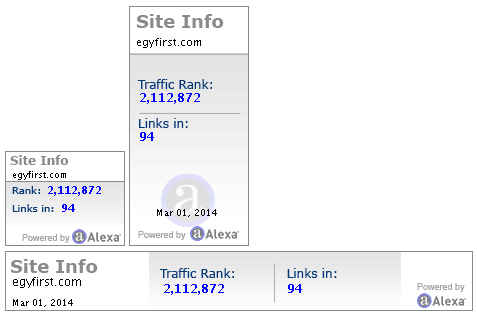 Site Info
egyfirst.com
Traffic Rank:
2,112,872
Links in:
94
a
Mar 01, 2014
Powered by a Alexa®
Site Info
egyfirst.com
Rank: 2,112,872
Links in: 94
Powered by a Alexa®
Site Info
egyfirst.com
Mar 01, 2014
Traffic Rank:
2,112,872
Links in:
94
Powered by
a Alexa®